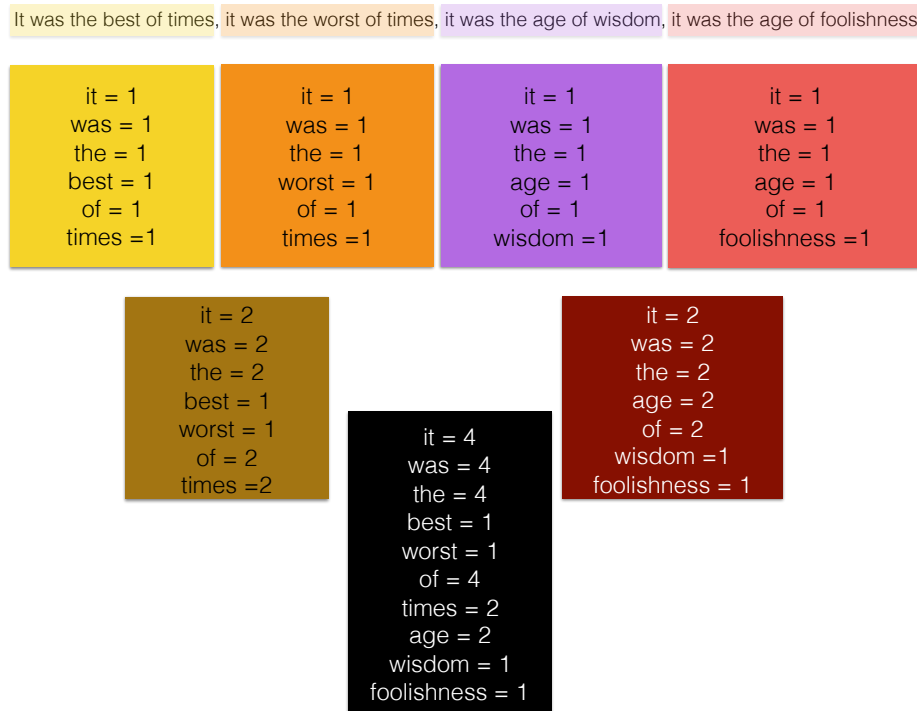 It was the best of times, it was the worst of times, it was the age of wisdom, it was the age of foolishness
it = 1
was = 1
the = 1
best = 1
of = 1
times =1
it = 1
was = 1
the = 1
worst = 1
of = 1
times =1
it = 1
was = 1
the = 1
age = 1
of = 1
wisdom =1
it = 1
was = 1
the = 1
age = 1
of = 1
foolishness =1
it = 2
was = 2
the = 2
best = 1
worst = 1
of = 2
times =2
it = 2
was = 2
the = 2
age = 2
of = 2
wisdom =1
foolishness = 1
it = 4
was = 4
the = 4
best = 1
worst = 1
of = 4
times = 2
age = 2
wisdom = 1
foolishness = 1